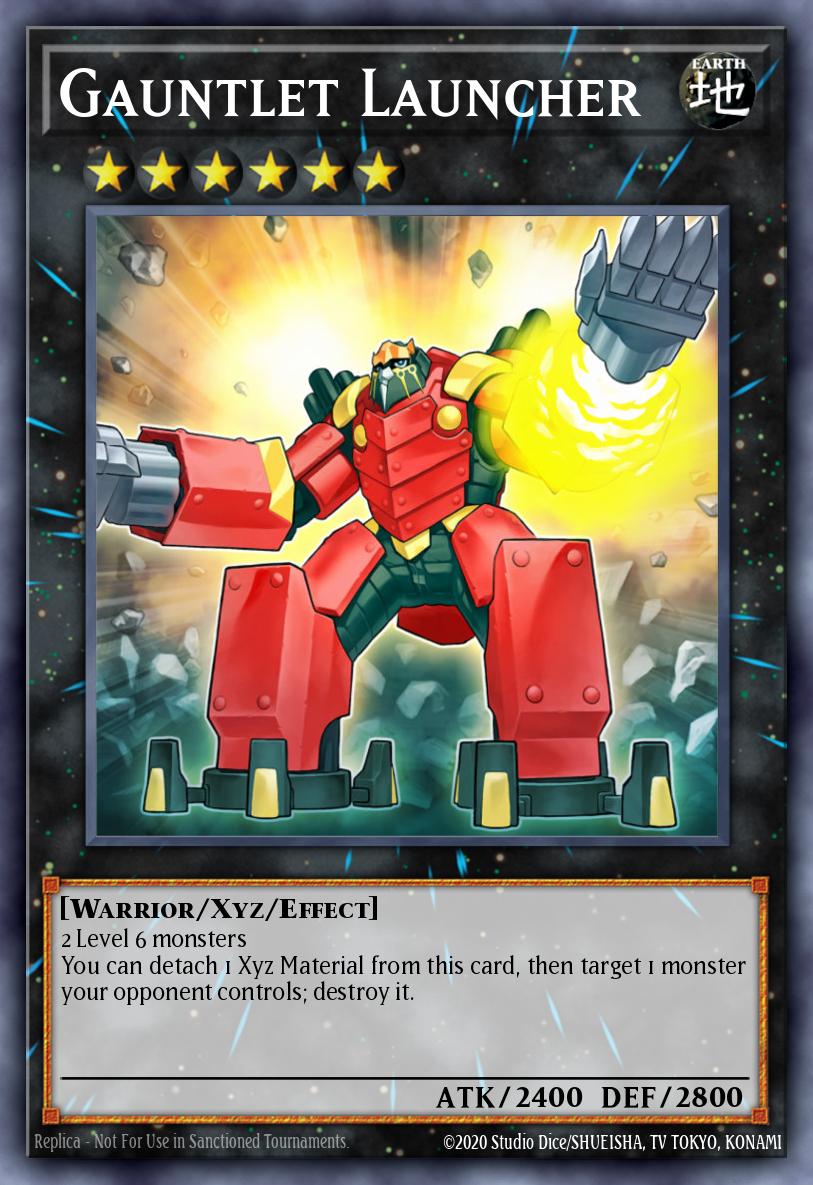 Gauntlet Launcher
EARTH
地
[Warrior/Xyz/Effect]
2 Level 6 monsters
You can detach 1 Xyz Material from this card, then target 1 monster
your opponent controls; destroy it.
ATK/2400 DEF/2800
Replica - Not For Use in Sanctioned Tournaments.
©2020 Studio Dice/SHUEISHA, TV TOKYO, KONAMI